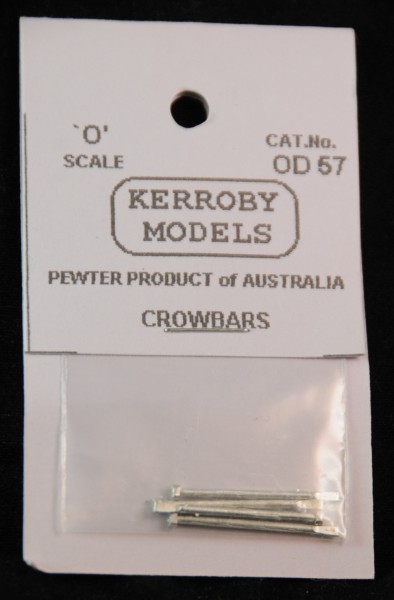 `O'
SCALE
CAT.No.
OD 57
KERROBY
MODELS
PEWTER PRODUCT of AUSTRALIA
CROWBARS